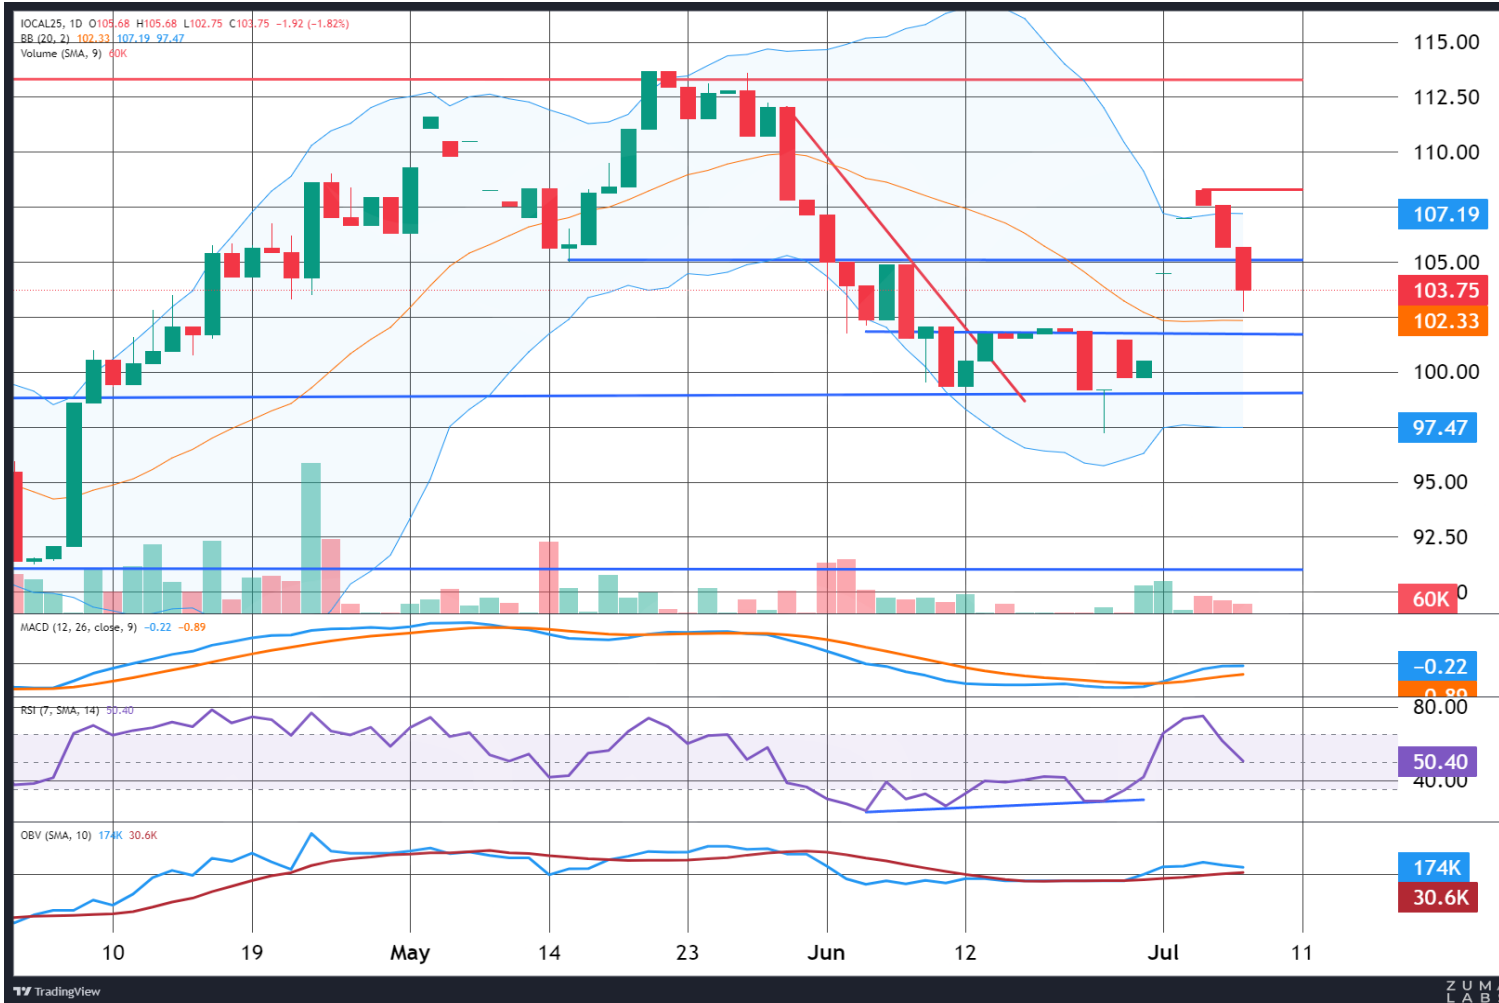 IOCAL25, 1D O105.68 H105.68 L102.75 C103.75 −1.92 (−1.82%)
BB (20, 2) 102.33 107.19 97.47
Volume (SMA, 9) 60K
115.00
112.50
110.00
107.19
105.00
103.75
102.33
100.00
97.47
95.00
92.50
60K
MACD (12, 26, close, 9) −0.22 −0.89
−0.22
80.00
RSI (7, SMA, 14) 50.40
50.40
40.00
OBV (SMA, 10) 174K 30.6K
174K
30.6K
10 19 May 14 23 Jun 12 Jul 11
TradingView